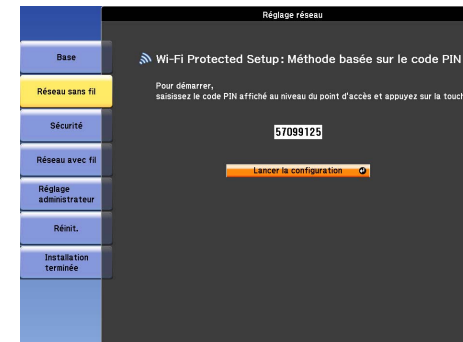 Réglage réseau
Base
Réseau sans fil
Sécurité
Réseau avec fil
Réglage
administrateur
Réinit.
Installation
terminée
Wi-Fi Protected Setup: Méthode basée sur le code PIN
Pour démarrer,
saisissez le code PIN affiché au niveau du point d'accès et appuyez sur la
57099125
Lancer la configuration